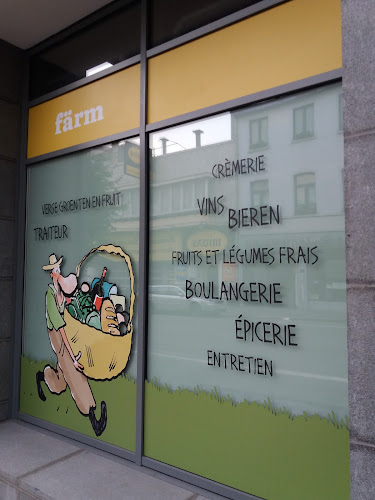 färm
VERSE GROENTEN EN FRUIT
TRAITEUR
CRÈMERIE
VINS
BIEREN
FRUITS ET LÉGUMES FRAIS
BOULANGERIE
ÉPICERIE
ENTRETIEN